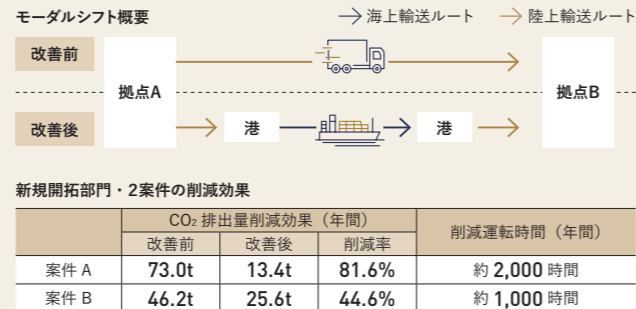 モーダルシフト概要
海上輸送ルート 陸上輸送ルート
改善前
拠点A
拠点B
改善後
港
港
新規開拓部門・2案件の削減効果
CO₂ 排出量削減効果（年間） 削減運転時間（年間）
改善前 改善後 削減率
案件 A 73.0t 13.4t 81.6% 約 2,000 時間
案件 B 46.2t 25.6t 44.6% 約 1,000 時間